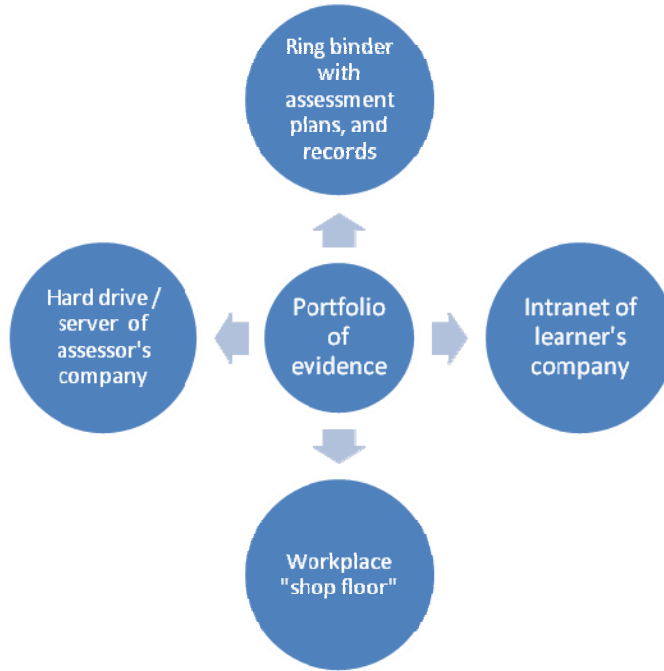 Ring binder
with
assessment
plans, and
records
Hard drive /
server of
assessor's
company
Portfolio
of
evidence
Intranet of
learner's
company
Workplace
"shop floor"